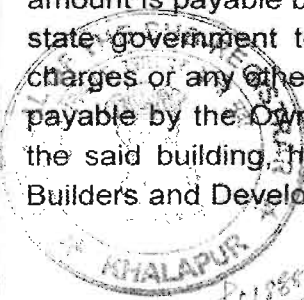 amount is payable b
state government t
charges or any othe
payable by the Own
the said building, h
Builders and Develo
KHALAPUR